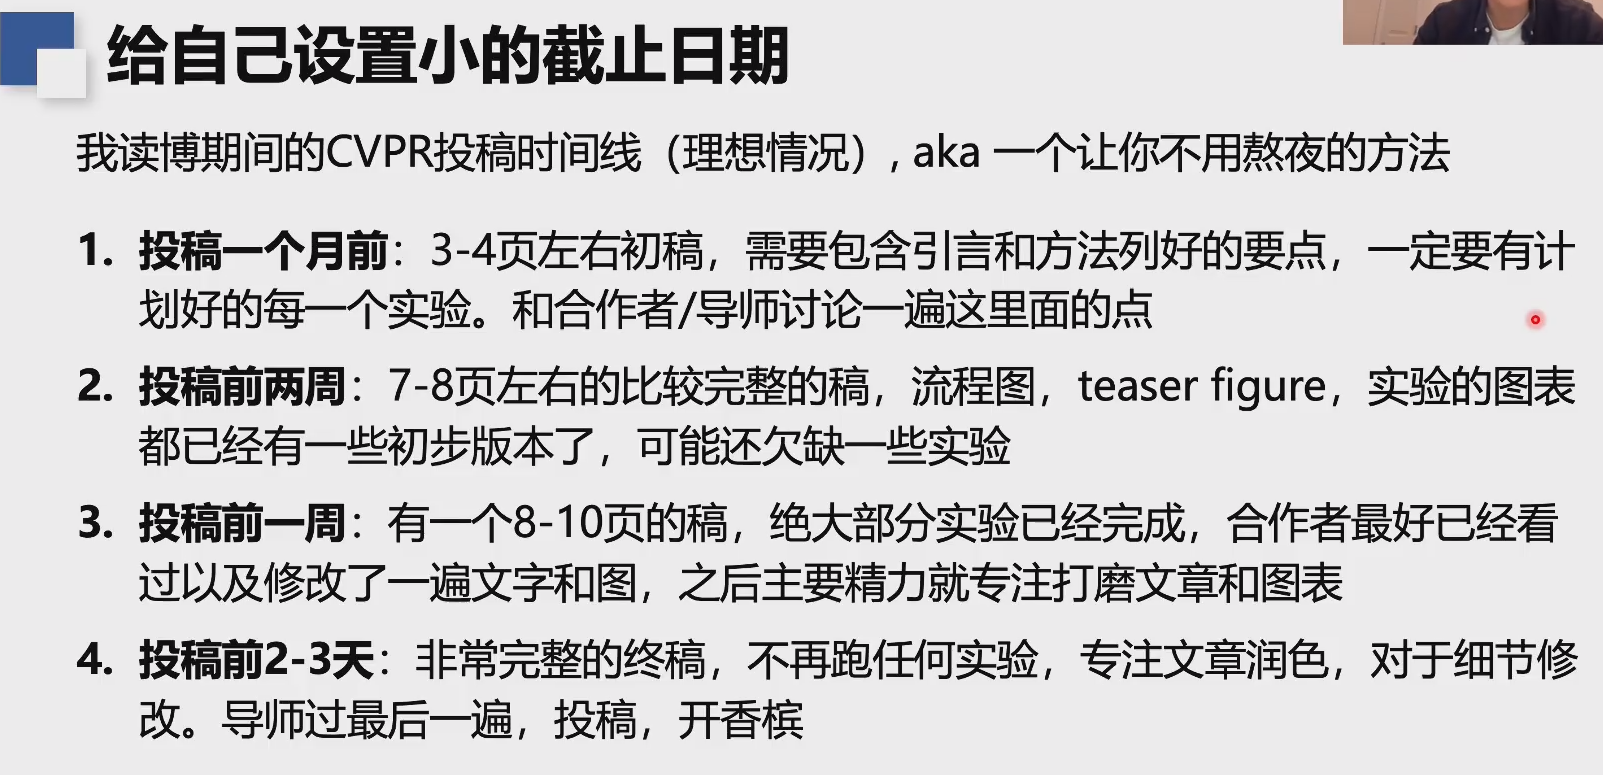 给自己设置小的截止日期
我读博期间的CVPR投稿时间线（理想情况）, aka 一个让你不用熬夜的方法
1. 投稿一个月前：3-4页左右初稿，需要包含引言和方法列好的要点，一定要有计
划好的每一个实验。和合作者/导师讨论一遍这里面的点
2. 投稿前两周：7-8页左右的比较完整的稿，流程图，teaser figure，实验的图表
都已经有一些初步版本了，可能还欠缺一些实验
3. 投稿前一周：有一个8-10页的稿，绝大部分实验已经完成，合作者最好已经看
过以及修改了一遍文字和图，之后主要精力就专注打磨文章和图表
4. 投稿前2-3天：非常完整的终稿，不再跑任何实验，专注文章润色，对于细节修
改。导师过最后一遍，投稿，开香槟